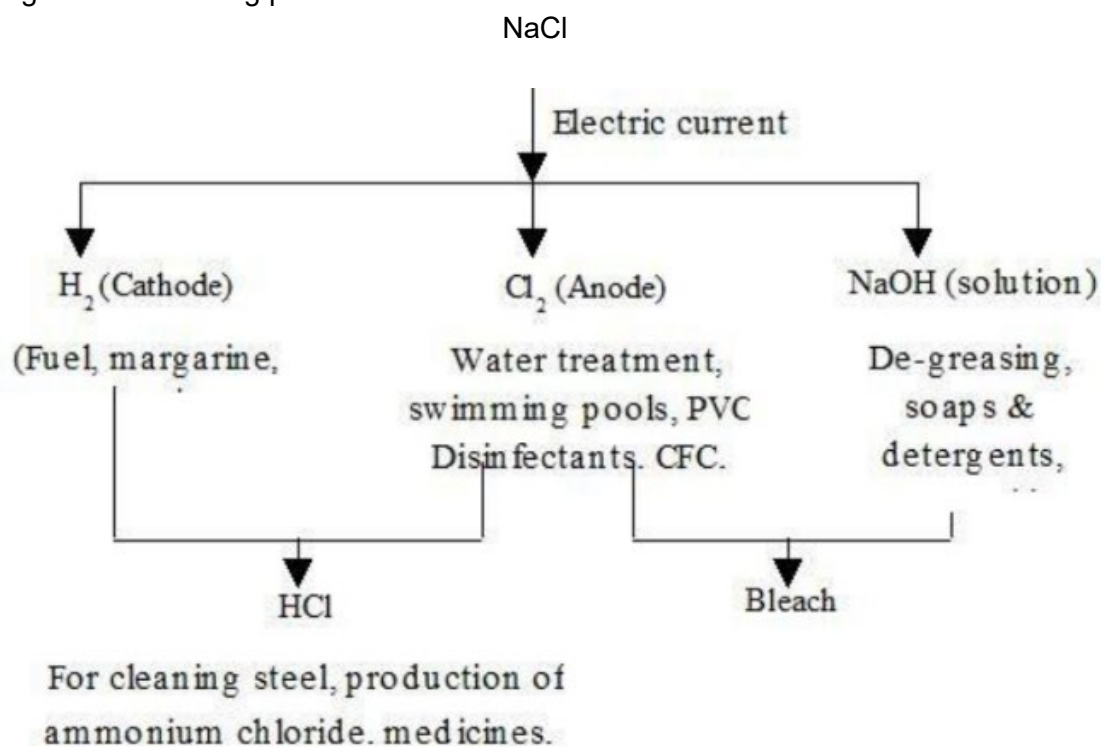 NaCl
Electric current
H2 (Cathode)
Cl2 (Anode)
NaOH (solution)
(Fuel, margarine,
Water treatment,
swimming pools, PVC
Disinfectants. CFC.
De-greasing,
soaps &
detergents,
HCl
Bleach
For cleaning steel, production of
ammonium chloride. medicines.